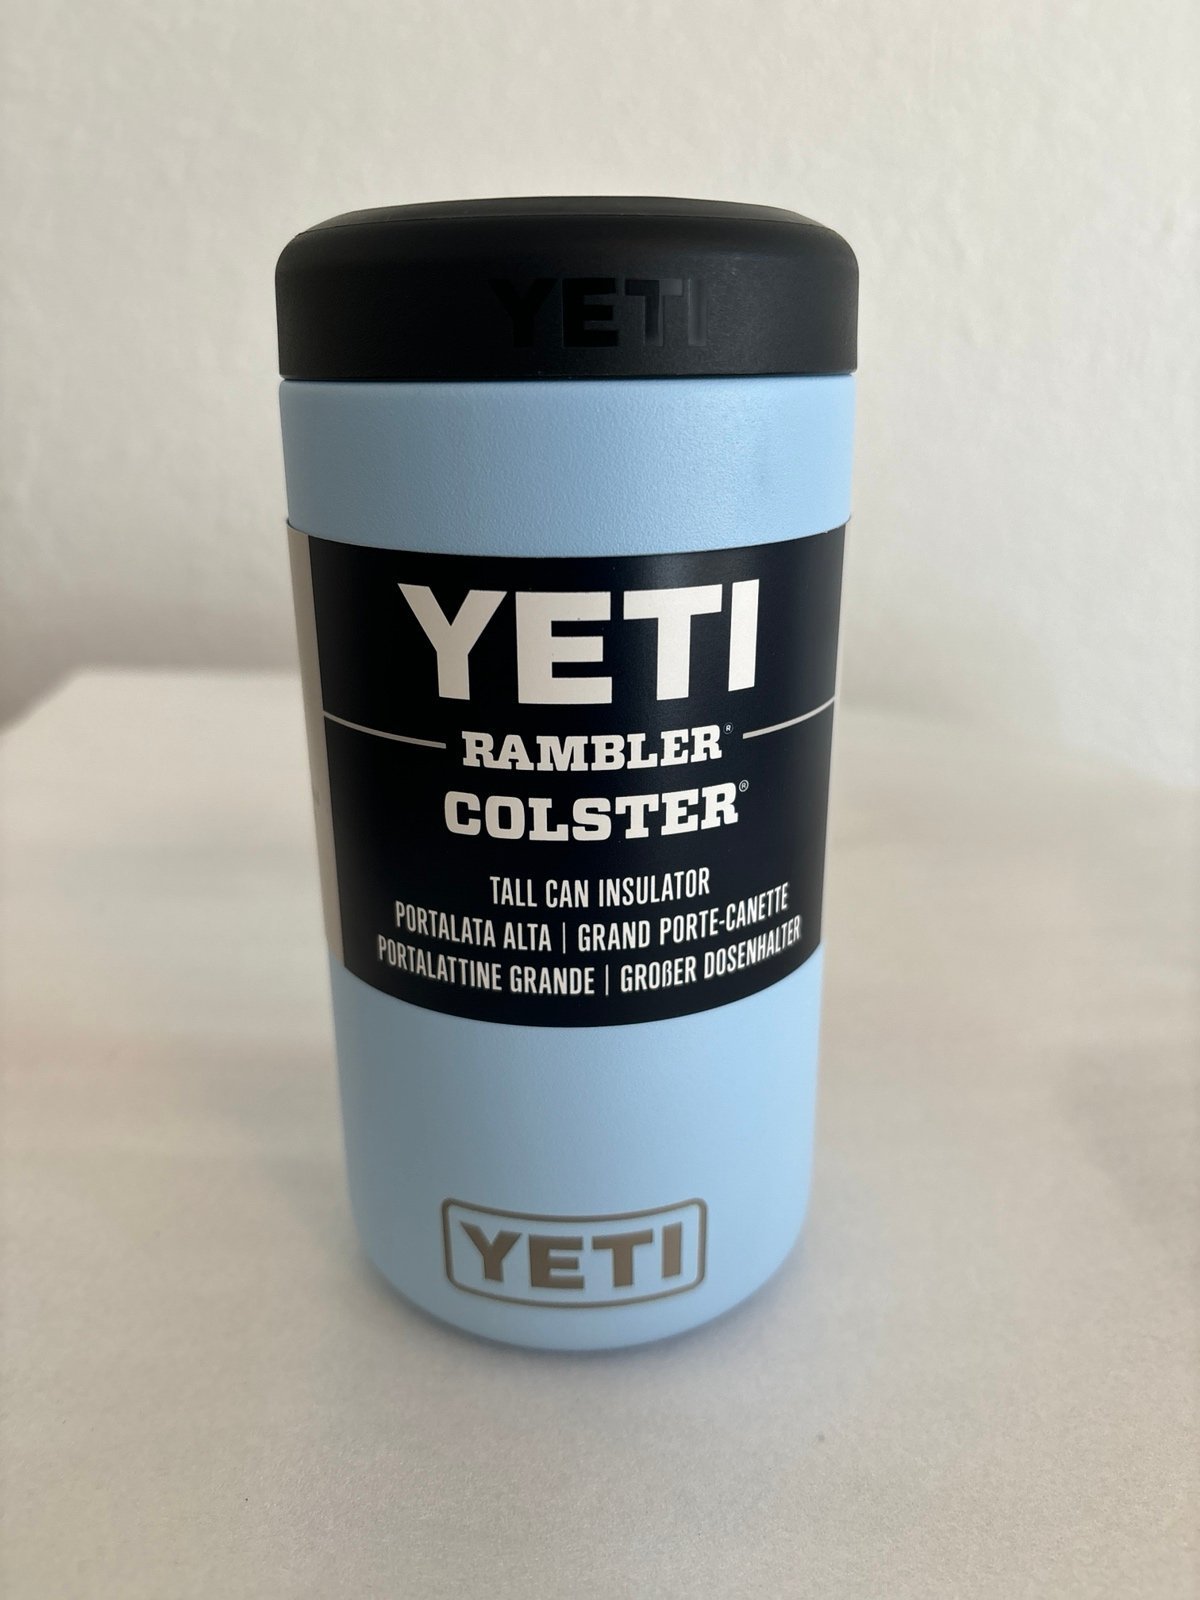 YETI
YETI
RAMBLER®
COLSTER®
TALL CAN INSULATOR
PORTALATA ALTA | GRAND PORTE-CANETTE
PORTALATTINE GRANDE | GROßER DOSENHALTER
YETI